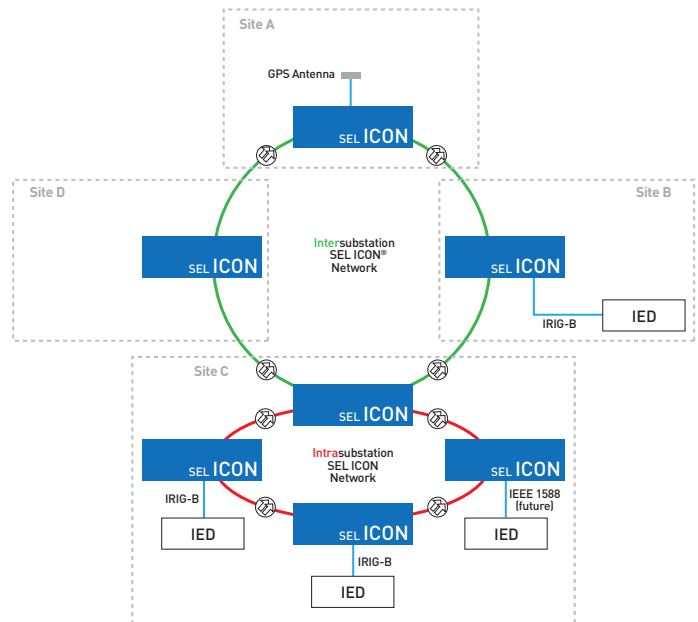 Site A
GPS Antenna
SEL ICON
Site D
Site B
SEL ICON
Intersubstation
SEL ICON®
Network
SEL ICON
IRIG-B
IED
Site C
SEL ICON
SEL ICON
Intrasubstation
SEL ICON
Network
SEL ICON
IRIG-B
IED
SEL ICON
IEEE 1588
(future)
IED
IRIG-B
IED